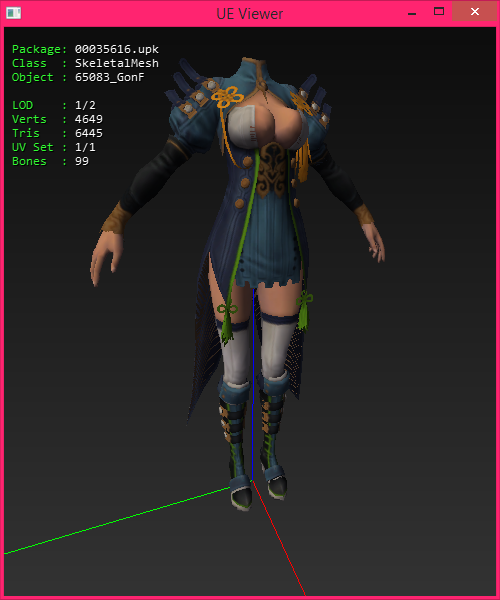 UE Viewer
Package: 00035616.upk
Class : SkeletalMesh
Object : 65083_GonF
LOD : 1/2
Verts : 4649
Tris : 6445
UV Set : 1/1
Bones : 99